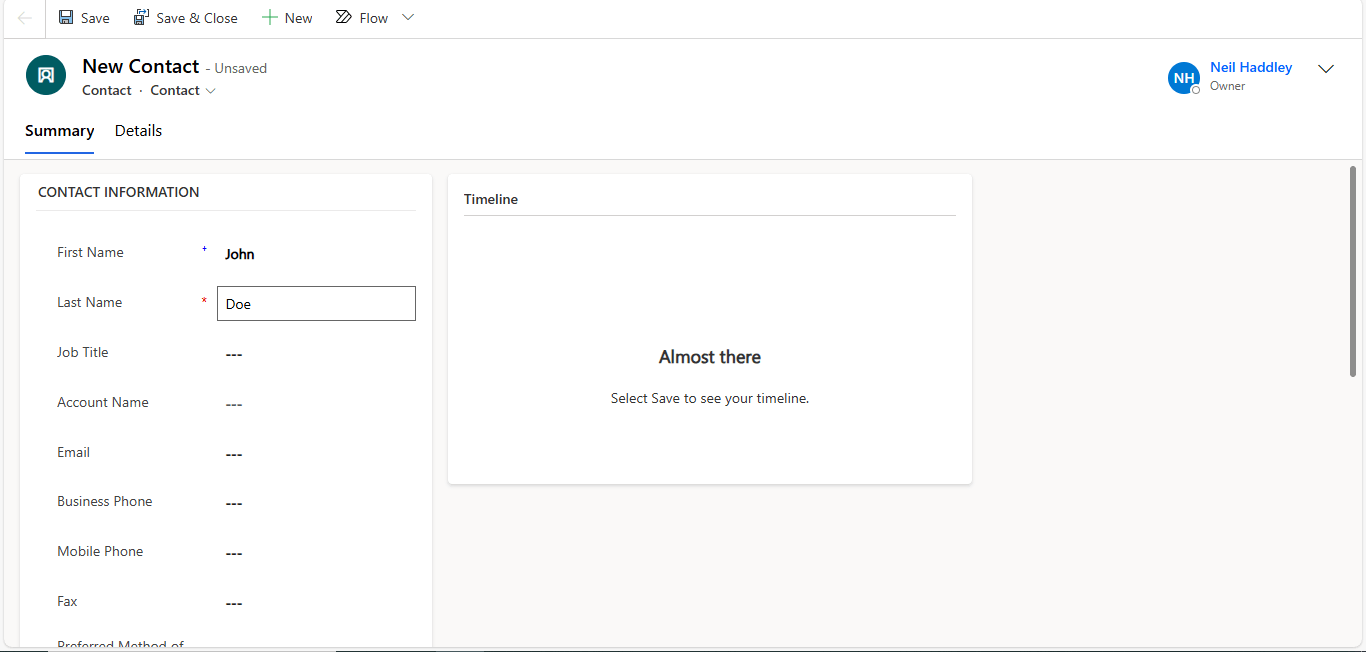 Save Save & Close New Flow
New Contact - Unsaved
Contact · Contact
NH Neil Haddley
Owner
Summary Details
CONTACT INFORMATION
First Name + John
Last Name * Doe
Job Title ---
Account Name ---
Email ---
Business Phone ---
Mobile Phone ---
Fax ---
Preferred Method of
Timeline
Almost there
Select Save to see your timeline.